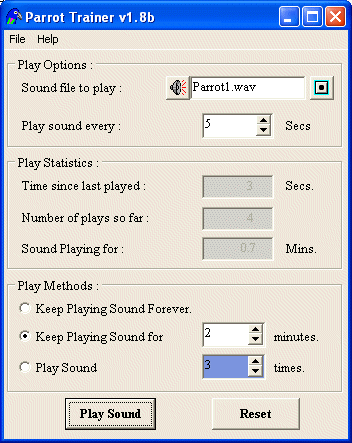 Parrot Trainer v1.8b
File Help
Play Options :
Sound file to play : Parrot1.wav
Play sound every : 5 Secs
Play Statistics :
Time since last played : 3 Secs.
Number of plays so far : 4
Sound Playing for : 0.7 Mins.
Play Methods :
Keep Playing Sound Forever.
Keep Playing Sound for 2 minutes.
Play Sound 3 times.
Play Sound Reset